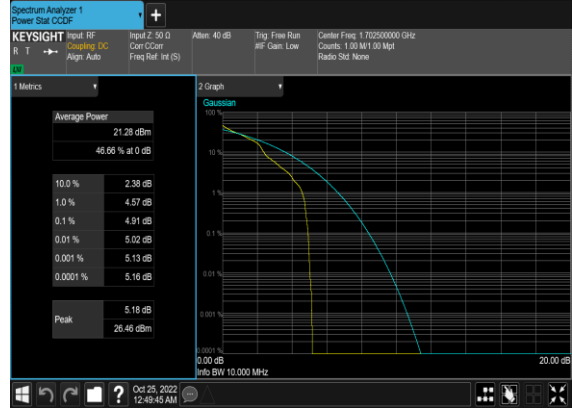 Spectrum Analyzer 1
Power Stat CCDF
+
KEYSIGHT Input: RF Input Z: 50 Ω Atten: 40 dB Trig: Free Run Center Freq: 1.702500000 GHz
R T Coupling: DC Corr CCorr #IF Gain: Low Counts: 1.00 M/1.00 Mpt
Align: Auto Freq Ref: Int (S) Radio Std: None
LXI
1 Metrics
2 Graph
Average Power
21.28 dBm
46.66 % at 0 dB
10.0 % 2.38 dB
1.0 % 4.57 dB
0.1 % 4.91 dB
0.01 % 5.02 dB
0.001 % 5.13 dB
0.0001 % 5.16 dB
Peak 5.18 dB
26.46 dBm
Gaussian
100 %
10 %
1 %
0.1 %
0.01 %
0.001 %
0.0001 %
0.00 dB 20.00 dB
Info BW 10.000 MHz
? Oct 25, 2022
12:49:45 AM